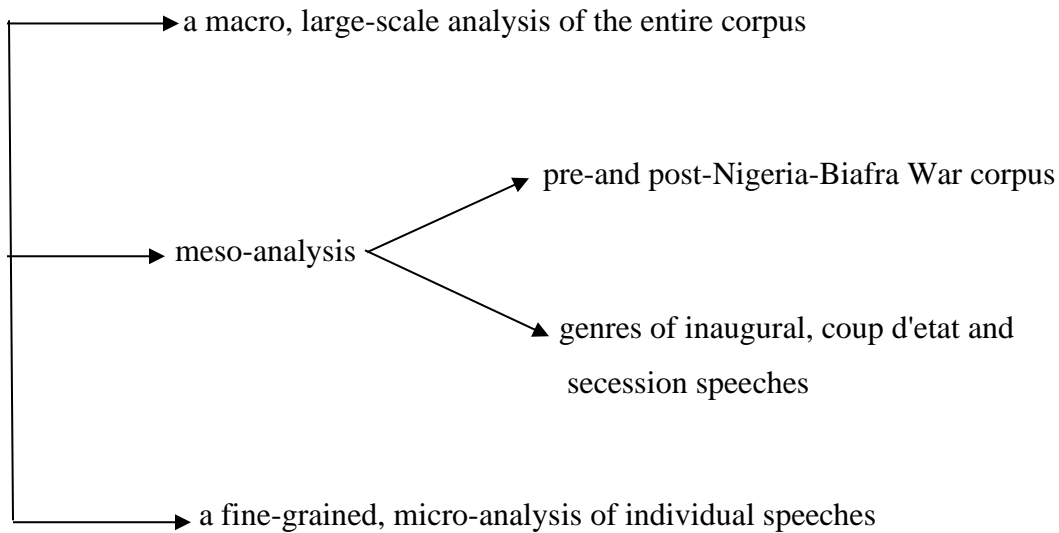 a macro, large-scale analysis of the entire corpus
pre-and post-Nigeria-Biafra War corpus
meso-analysis
genres of inaugural, coup d'etat and
secession speeches
a fine-grained, micro-analysis of individual speeches